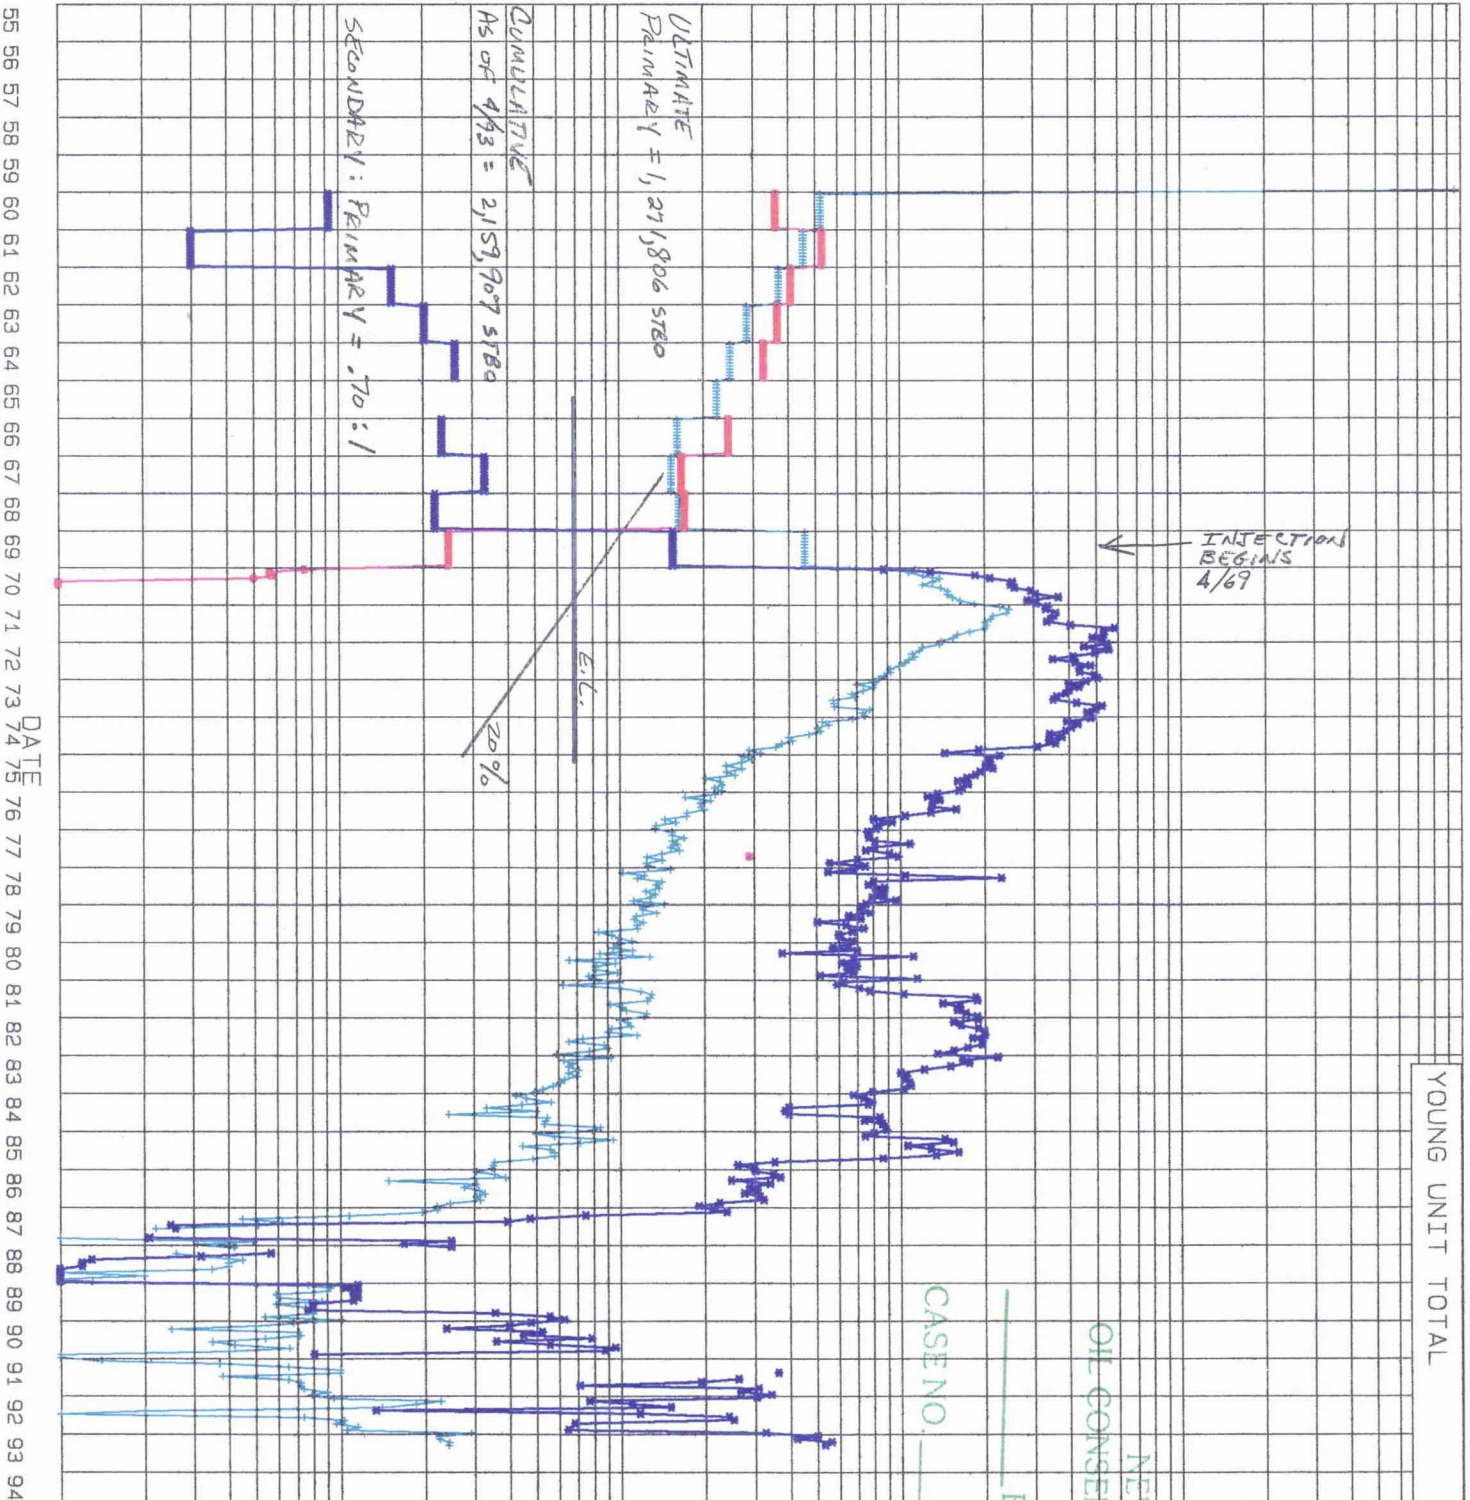 YOUNG UNIT TOTAL
INJECTION
BEGINS
4/69
ULTIMATE
PRIMARY = 1,271,806 STBO
CUMULATIVE
AS OF 4/93 = 2,159,907 STBO
SECONDARY : PRIMARY = .70 : 1
E.L.
20%
OIL CONSE
CASE NO.
55 56 57 58 59 60 61 62 63 64 65 66 67 68 69 70 71 72 73 74 75 76 77 78 79 80 81 82 83 84 85 86 87 88 89 90 91 92 93 94
DATE